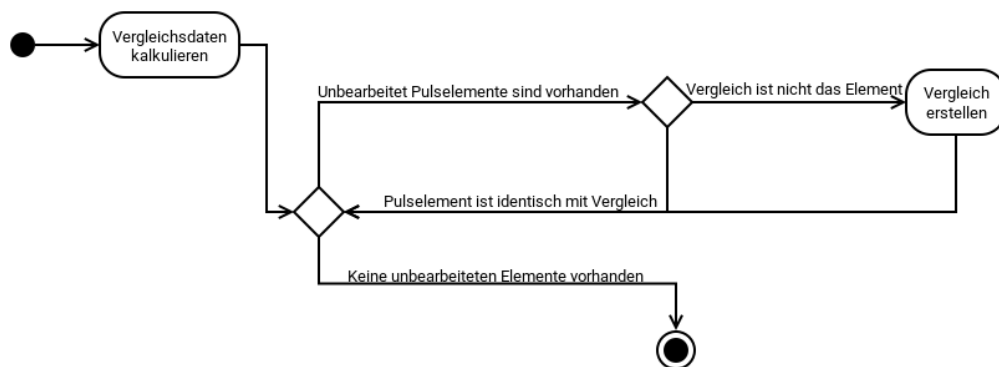 Vergleichsdaten
kalkulieren
Unbearbeitet Pulselemente sind vorhanden
Vergleich ist nicht das Element
Vergleich
erstellen
Pulselement ist identisch mit Vergleich
Keine unbearbeiteten Elemente vorhanden